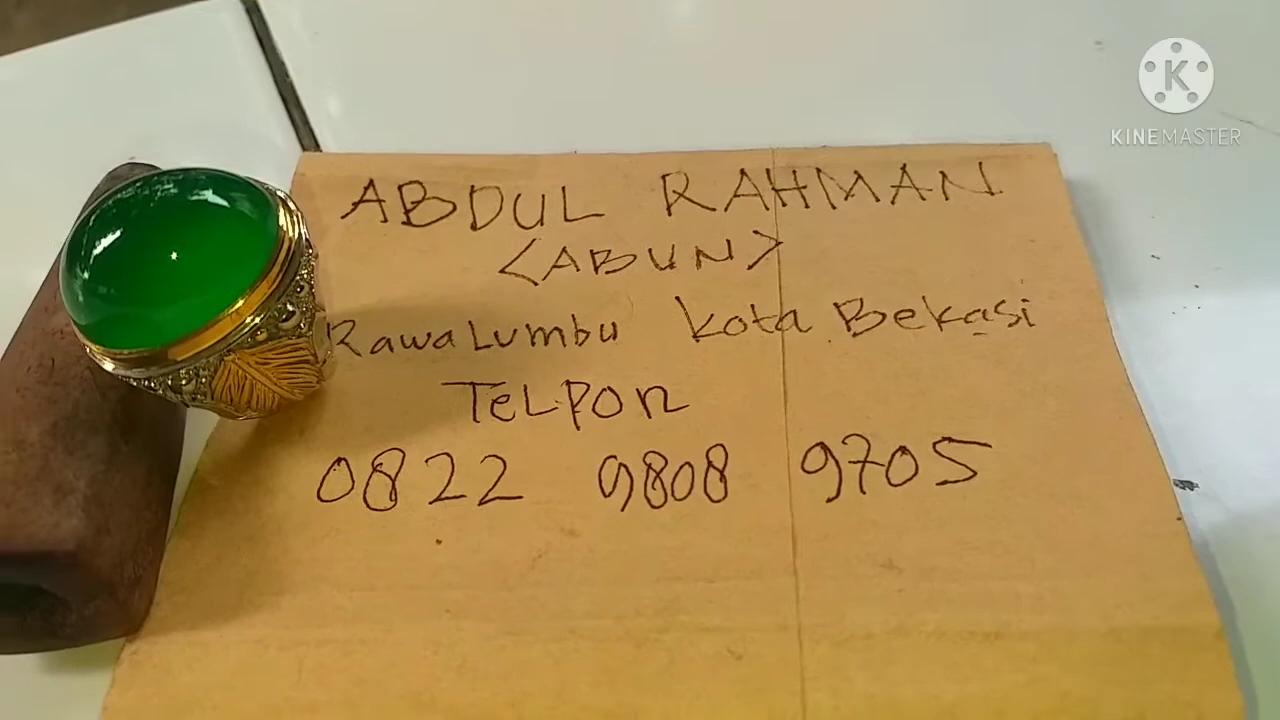 ABDUL RAHMAN
<ABUN>
Rawalumbu Kota Bekasi
TELPON
0822 9808 9705
K
KINEMASTER